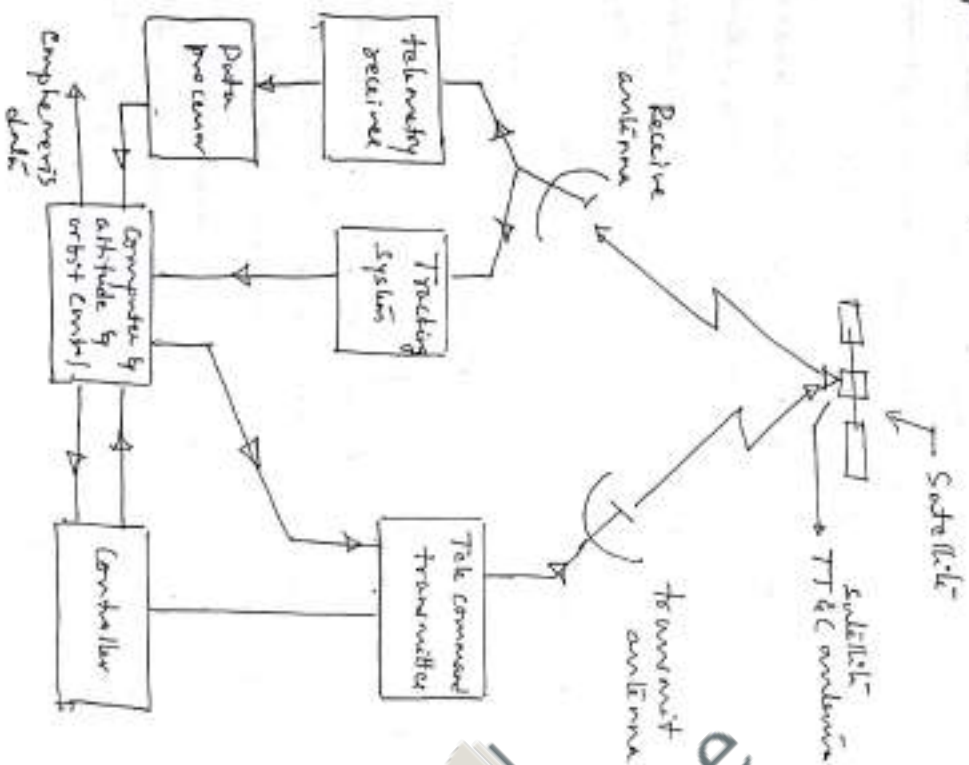 Satellite
Satellite
TT&C antenna
Receive
antenna
transmit
antenna
telemetry
receiver
Tracking
System
Tele command
transmitter
Data
processor
Computer &
attitude &
orbit Control
Controller
Emphemeris
data